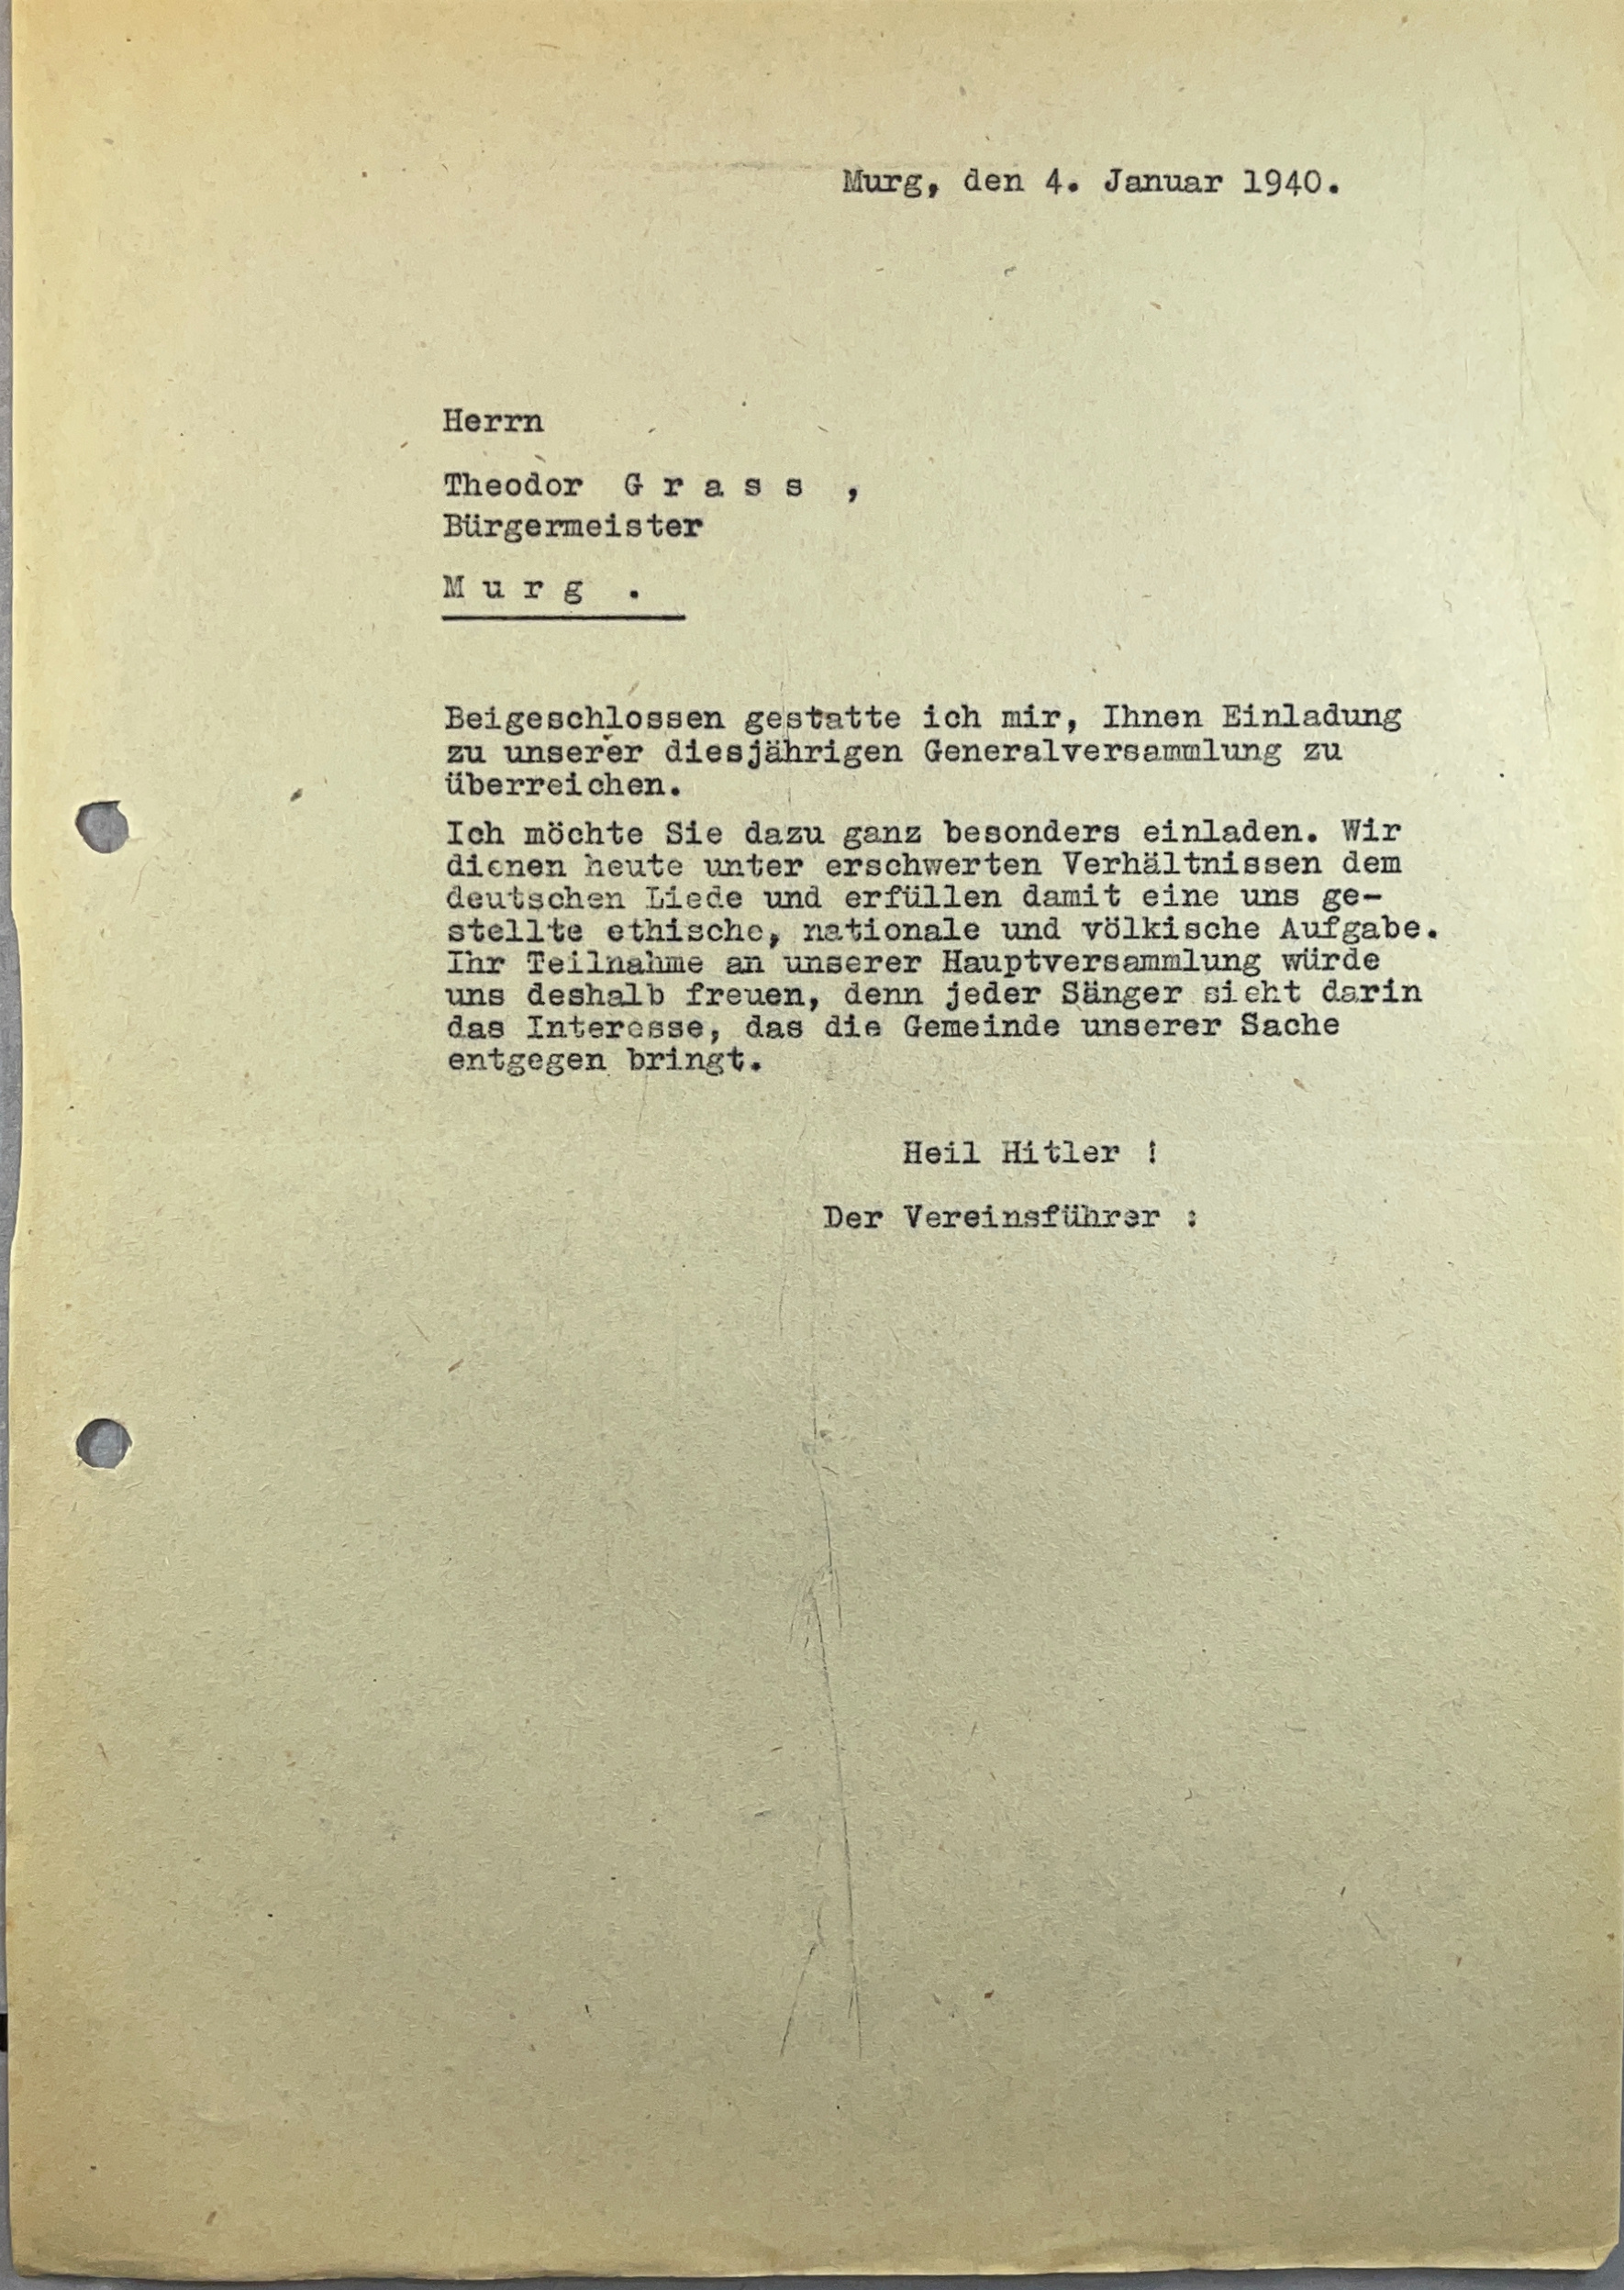 Murg, den 4. Januar 1940.
Herrn
Theodor G r a s s ,
Bürgermeister
M u r g .
Beigeschlossen gestatte ich mir, Ihnen Einladung
zu unserer diesjährigen Generalversammlung zu
überreichen.
Ich möchte Sie dazu ganz besonders einladen. Wir
dienen heute unter erschwerten Verhältnissen dem
deutschen Liede und erfüllen damit eine uns ge-
stellte ethische, nationale und völkische Aufgabe.
Ihr Teilnahme an unserer Hauptversammlung würde
uns deshalb freuen, denn jeder Sänger sieht darin
das Interesse, das die Gemeinde unserer Sache
entgegen bringt.
Heil Hitler !
Der Vereinsführer :